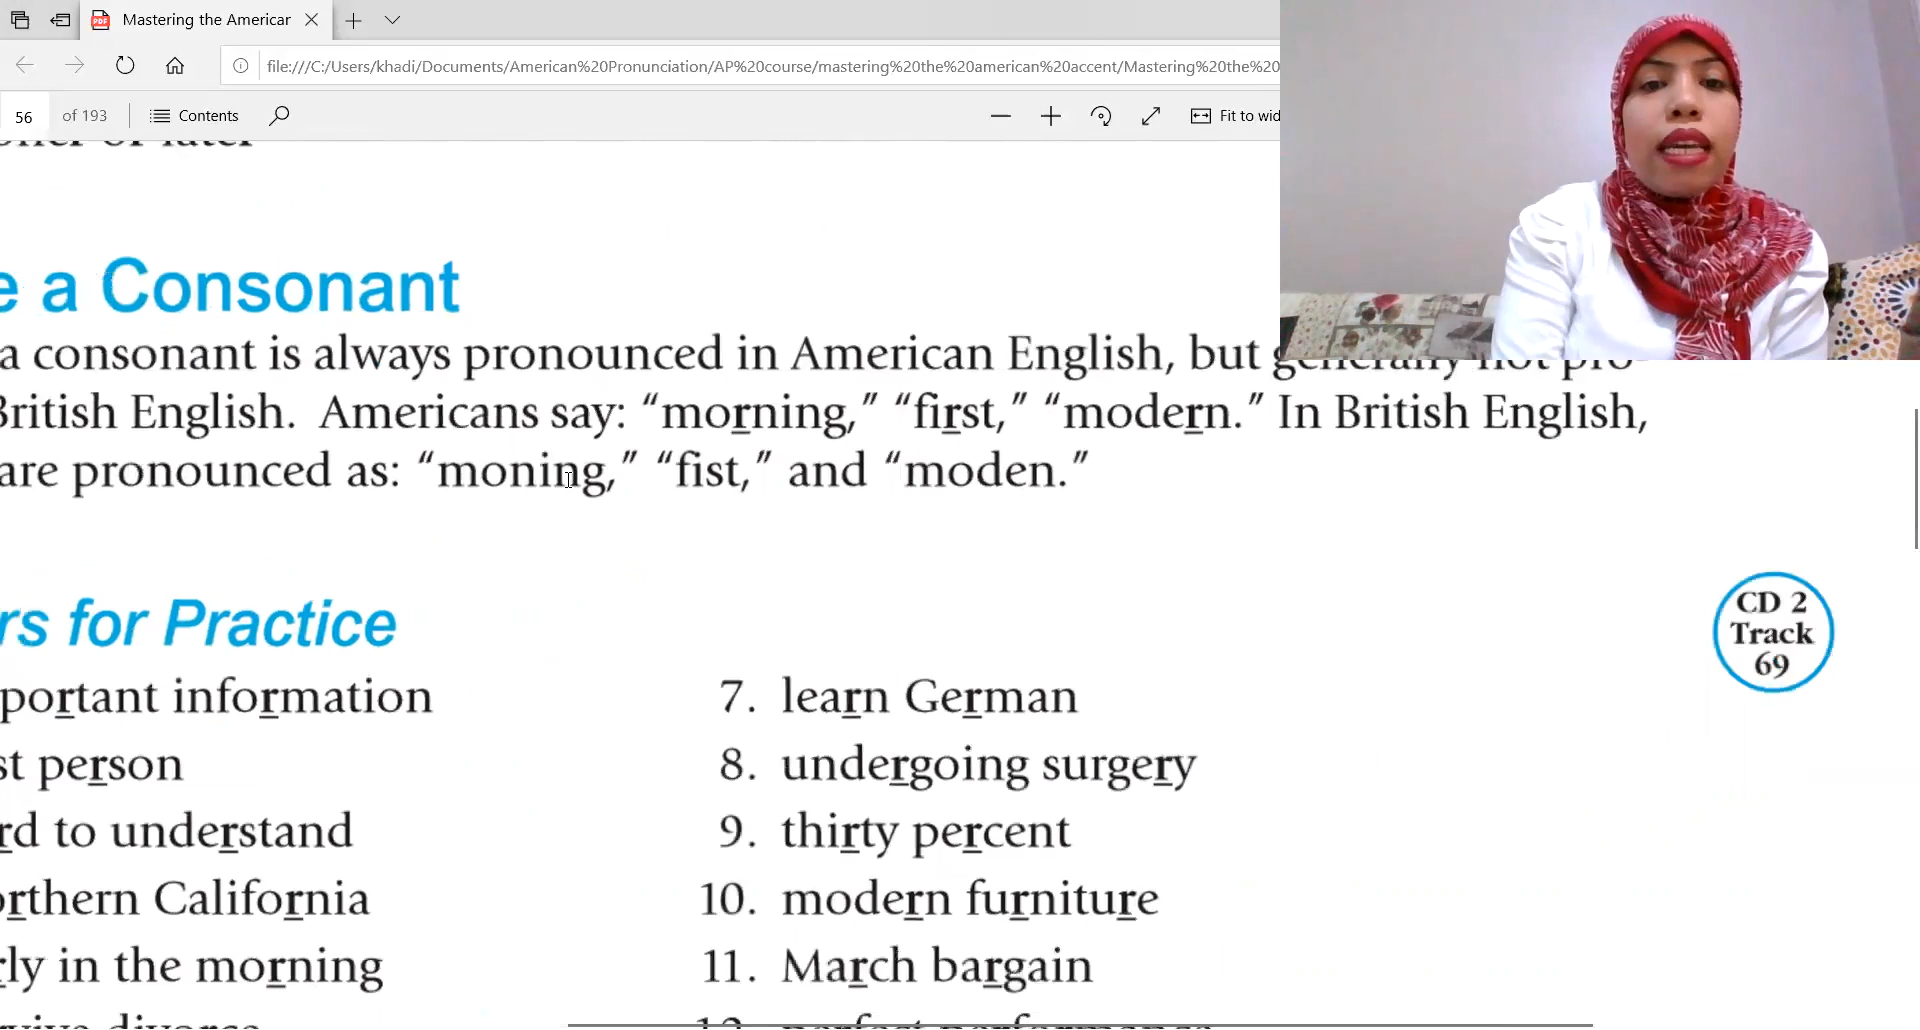 Mastering the American
file:///C:/Users/khadi/Documents/American%20Pronunciation/AP%20course/mastering%20the%20american%20accent/Mastering%20the%20
56 of 193 Contents Fit to wid
or later
e a Consonant
a consonant is always pronounced in American English, but generally not pro-
British English. Americans say: “morning,” “first,” “modern.” In British English,
are pronounced as: “moning,” “fist,” and “moden.”
rs for Practice
CD 2
Track
69
portant information
st person
rd to understand
orthern California
rly in the morning
divorce
7. learn German
8. undergoing surgery
9. thirty percent
10. modern furniture
11. March bargain
12. perfect performance